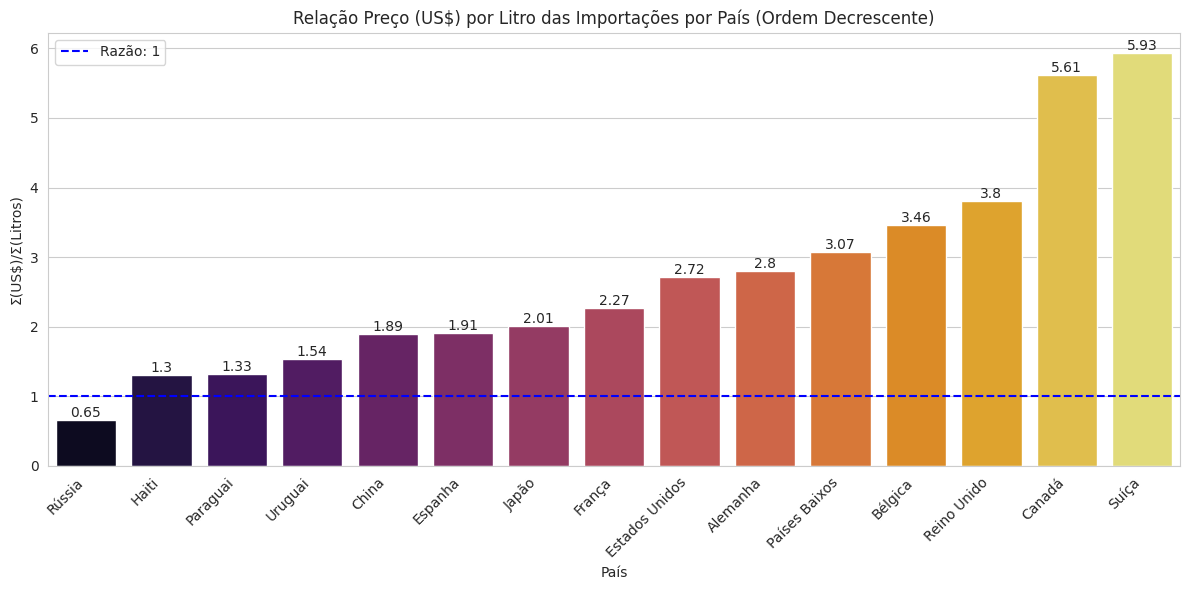 Relação Preço (US$) por Litro das Importações por País (Ordem Decrescente)
Razão: 1
Σ(US$)/Σ(Litros)
6
5
4
3
2
1
0
0.65
1.3
1.33
1.54
1.89
1.91
2.01
2.27
2.72
2.8
3.07
3.46
3.8
5.61
5.93
Rússia
Haiti
Paraguai
Uruguai
China
Espanha
Japão
França
Estados Unidos
Alemanha
Países Baixos
Bélgica
Reino Unido
Canadá
Suíça
País